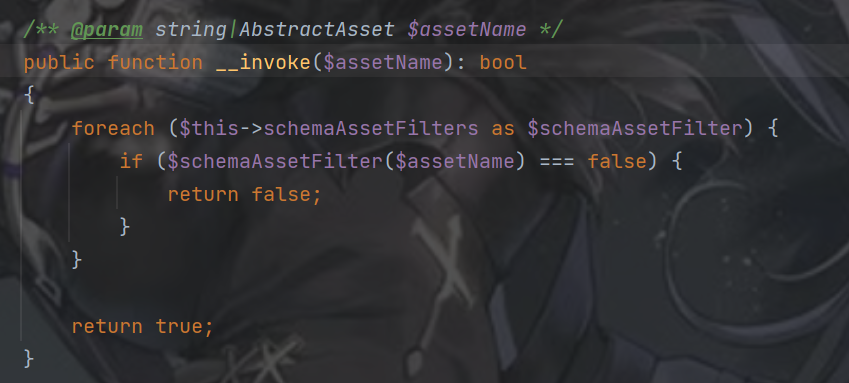 /** @param string|AbstractAsset $assetName */
public function __invoke($assetName): bool
{
    foreach ($this->schemaAssetFilters as $schemaAssetFilter) {
        if ($schemaAssetFilter($assetName) === false) {
            return false;
        }
    }

    return true;
}